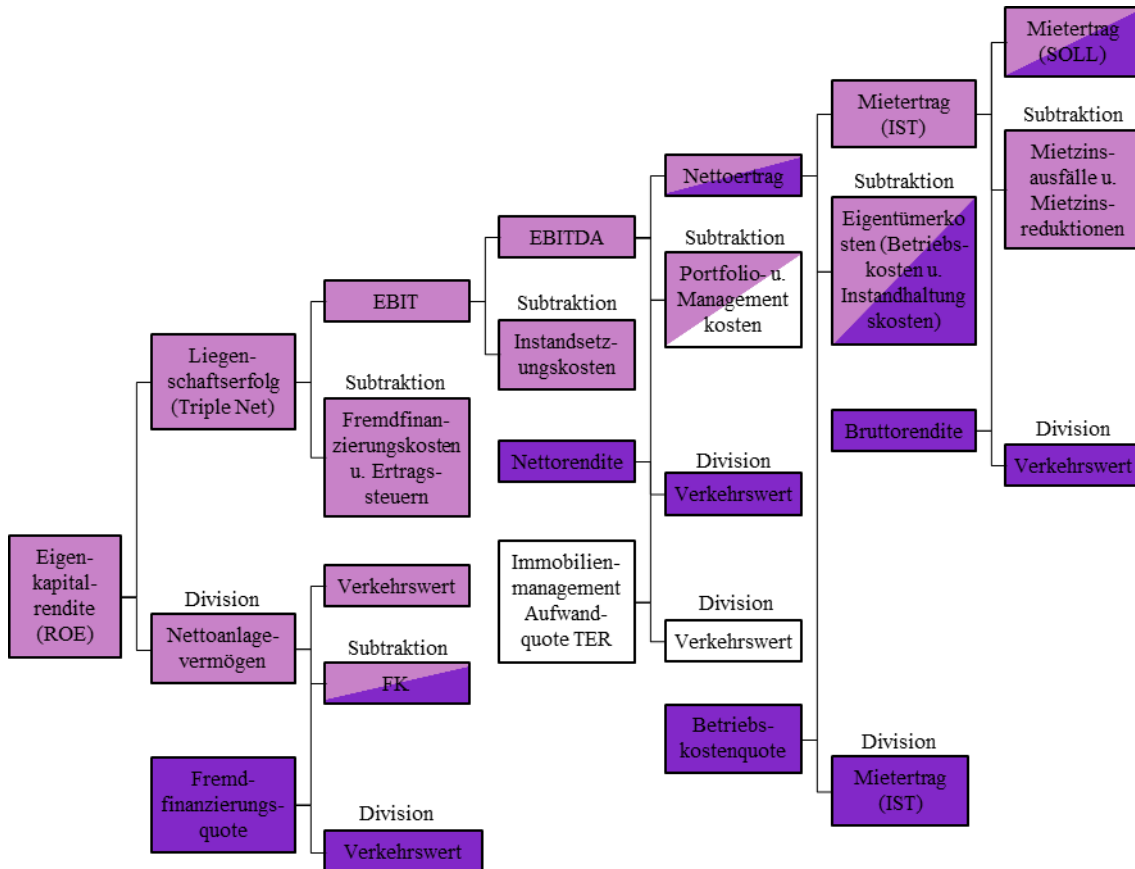 Mietertrag
(SOLL)
Mietertrag
(IST)
Subtraktion
Mietzins-
ausfälle u.
Mietzins-
reduktionen
Nettoertrag
Subtraktion
Eigentümerko
sten (Betriebs-
kosten u.
Instandhaltung
skosten)
EBITDA
Subtraktion
Portfolio- u.
Management
kosten
EBIT
Subtraktion
Instandsetz-
ungskosten
Liegen-
schaftserfolg
(Triple Net)
Subtraktion
Fremdfinan-
zierungskosten
u. Ertrags-
steuern
Bruttorendite
Division
Verkehrswert
Nettorendite
Division
Verkehrswert
Eigen-
kapital-
rendite
(ROE)
Division
Nettoanlage-
vermögen
Verkehrswert
Subtraktion
FK
Immobilien-
management
Aufwand-
quote TER
Division
Verkehrswert
Betriebs-
kostenquote
Division
Mietertrag
(IST)
Fremd-
finanzierungs-
quote
Division
Verkehrswert